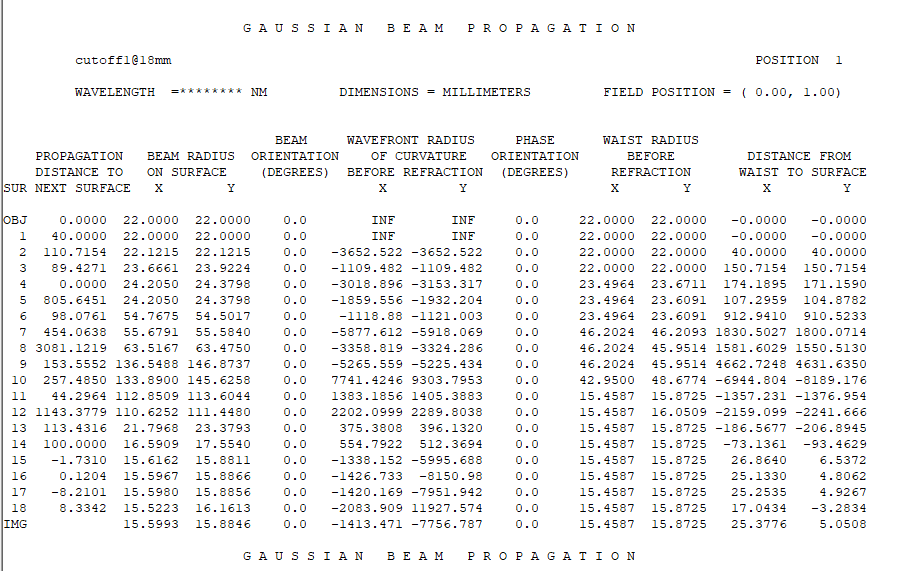 G A U S S I A N   B E A M   P R O P A G A T I O N
cutoff1@18mm POSITION 1
WAVELENGTH =******** NM DIMENSIONS = MILLIMETERS FIELD POSITION = ( 0.00, 1.00)
BEAM WAVEFRONT RADIUS PHASE WAIST RADIUS
PROPAGATION BEAM RADIUS ORIENTATION OF CURVATURE ORIENTATION BEFORE DISTANCE FROM
DISTANCE TO ON SURFACE (DEGREES) BEFORE REFRACTION (DEGREES) REFRACTION WAIST TO SURFACE
SUR NEXT SURFACE X Y X Y X Y X Y
OBJ 0.0000 22.0000 22.0000 0.0 INF INF 0.0 22.0000 22.0000 -0.0000 -0.0000
1 40.0000 22.0000 22.0000 0.0 INF INF 0.0 22.0000 22.0000 -0.0000 -0.0000
2 110.7154 22.1215 22.1215 0.0 -3652.522 -3652.522 0.0 22.0000 22.0000 40.0000 40.0000
3 89.4271 23.6661 23.9224 0.0 -1109.482 -1109.482 0.0 22.0000 22.0000 150.7154 150.7154
4 0.0000 24.2050 24.3798 0.0 -3018.896 -3153.317 0.0 23.4964 23.6711 174.1895 171.1590
5 805.6451 24.2050 24.3798 0.0 -1859.556 -1932.204 0.0 23.4964 23.6091 107.2959 104.8782
6 98.0761 54.7675 54.5017 0.0 -1118.88 -1121.003 0.0 23.4964 23.6091 912.9410 910.5233
7 454.0638 55.6791 55.5840 0.0 -5877.612 -5918.069 0.0 46.2024 46.2093 1830.5027 1800.0714
8 3081.1219 63.5167 63.4750 0.0 -3358.819 -3324.286 0.0 46.2024 45.9514 1581.6029 1550.5130
9 153.5552 136.5488 146.8737 0.0 -5265.559 -5225.434 0.0 46.2024 45.9514 4662.7248 4631.6350
10 257.4850 133.8900 145.6258 0.0 7741.4246 9303.7953 0.0 42.9500 48.6774 -6944.804 -8189.176
11 44.2964 112.8509 113.6044 0.0 1383.1856 1405.3883 0.0 15.4587 15.8725 -1357.231 -1376.954
12 1143.3779 110.6252 111.4480 0.0 2202.0999 2289.8038 0.0 15.4587 16.0509 -2159.099 -2241.666
13 113.4316 21.7968 23.3793 0.0 375.3808 396.1320 0.0 15.4587 15.8725 -186.5677 -206.8945
14 100.0000 16.5909 17.5540 0.0 554.7922 512.3694 0.0 15.4587 15.8725 -73.1361 -93.4629
15 -1.7310 15.6162 15.8811 0.0 -1338.152 -5995.688 0.0 15.4587 15.8725 26.8640 6.5372
16 0.1204 15.5967 15.8866 0.0 -1426.733 -8150.98 0.0 15.4587 15.8725 25.1330 4.8062
17 -8.2101 15.5980 15.8856 0.0 -1420.169 -7951.942 0.0 15.4587 15.8725 25.2535 4.9267
18 8.3342 15.5223 16.1613 0.0 -2083.909 11927.574 0.0 15.4587 15.8725 17.0434 -3.2834
IMG 15.5993 15.8846 0.0 -1413.471 -7756.787 0.0 15.4587 15.8725 25.3776 5.0508
G A U S S I A N   B E A M   P R O P A G A T I O N